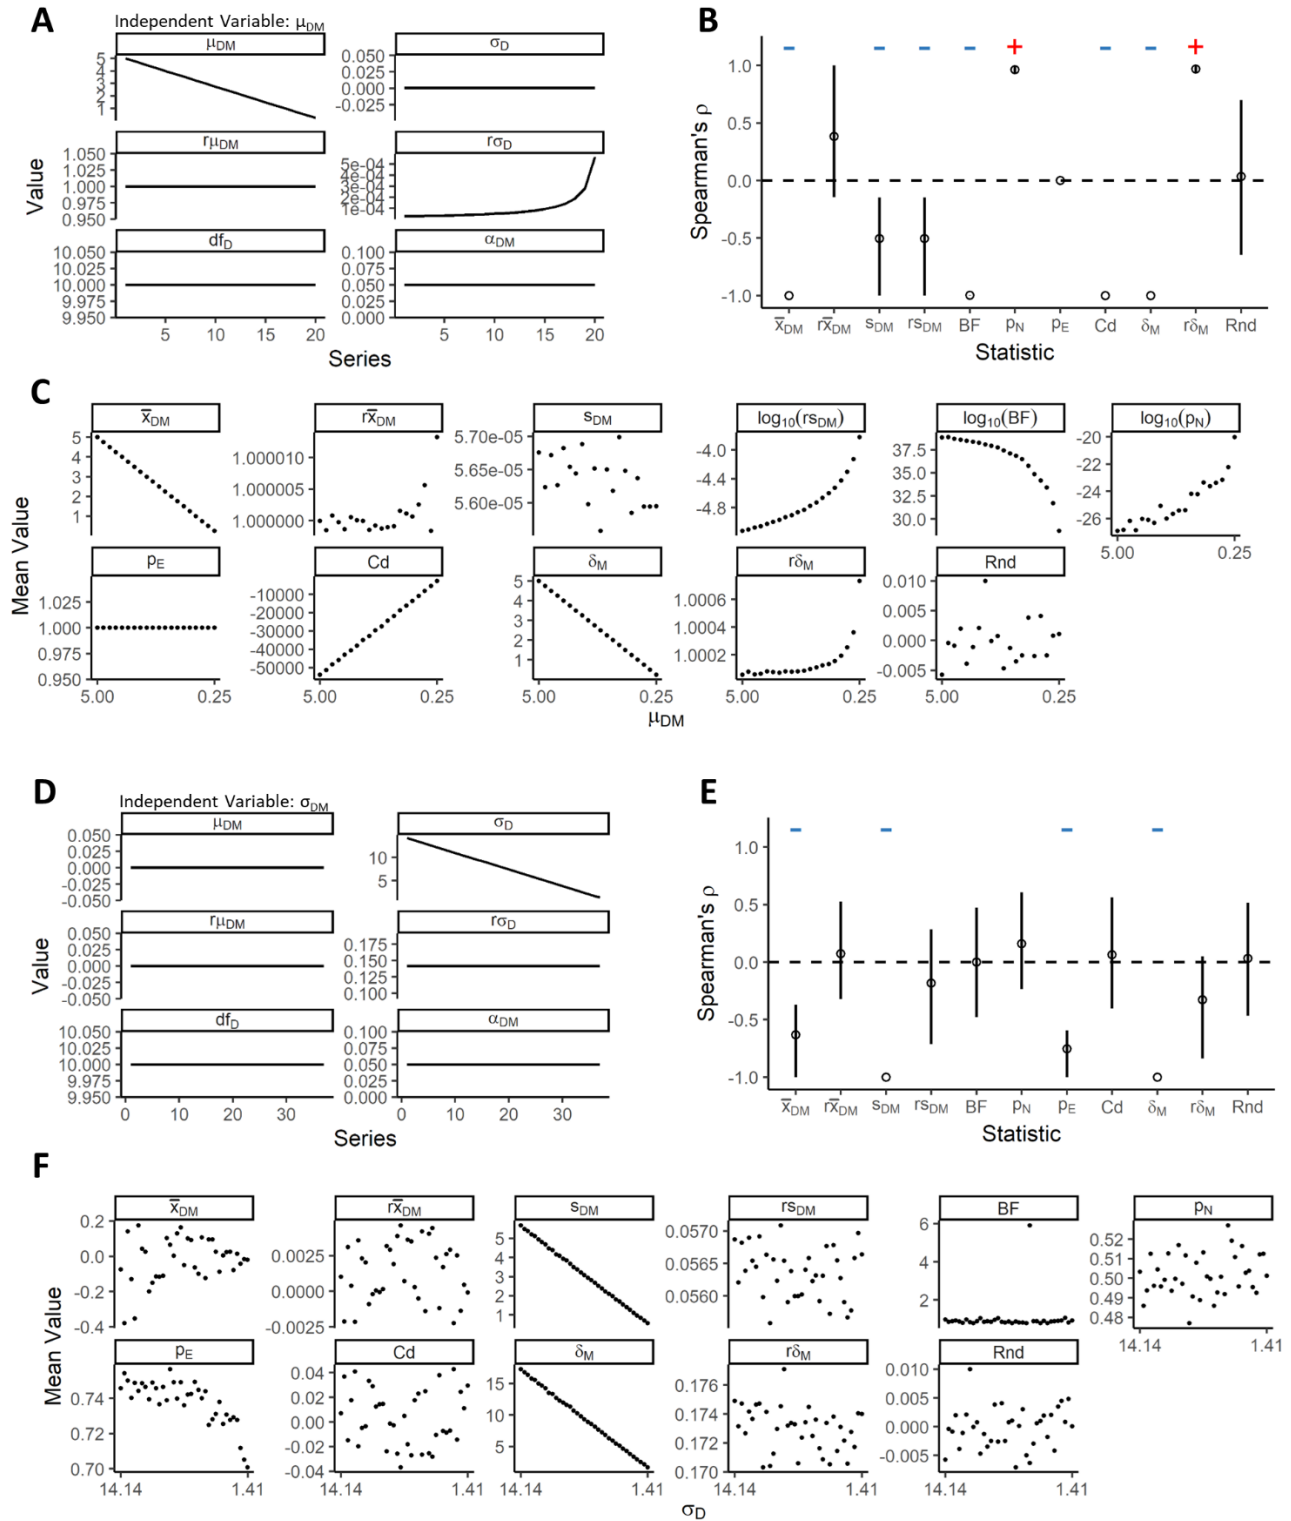 A
Independent Variable: μDM
μDM
σD
5
4
3
2
1
0.050
0.025
0.000
-0.025
rμDM
rσD
1.050
1.025
1.000
0.975
0.950
5e-04
4e-04
3e-04
2e-04
1e-04
dfD
αDM
10.050
10.025
10.000
9.975
9.950
0.100
0.075
0.050
0.025
0.000
5 10 15 20
5 10 15 20
Value
Series
B
1.0
0.5
0.0
-0.5
-1.0
Spearman's ρ
x̄DM rx̄DM sDM rsDM BF pN pE Cd δM rδM Rnd
Statistic
C
x̄DM
rx̄DM
sDM
log10(rsDM)
log10(BF)
log10(pN)
5
4
3
2
1
1.000010
1.000005
1.000000
5.70e-05
5.65e-05
5.60e-05
-4.0
-4.4
-4.8
37.5
35.0
32.5
30.0
-20
-22
-24
-26
5.00 0.25
pE
Cd
δM
rδM
Rnd
1.025
1.000
0.975
0.950
-10000
-20000
-30000
-40000
-50000
5
4
3
2
1
1.0006
1.0004
1.0002
0.010
0.005
0.000
-0.005
5.00 0.25
5.00 0.25
5.00 0.25
5.00 0.25
5.00 0.25
Mean Value
μDM
D
Independent Variable: σDM
μDM
σD
0.050
0.025
0.000
-0.025
-0.050
10
5
rμDM
rσD
0.050
0.025
0.000
-0.025
-0.050
0.175
0.150
0.125
0.100
dfD
αDM
10.050
10.025
10.000
9.975
9.950
0.100
0.075
0.050
0.025
0.000
0 10 20 30
0 10 20 30
Value
Series
E
1.0
0.5
0.0
-0.5
-1.0
Spearman's ρ
x̄DM rx̄DM sDM rsDM BF pN pE Cd δM rδM Rnd
Statistic
F
x̄DM
rx̄DM
sDM
rsDM
BF
pN
0.2
0.0
-0.2
-0.4
0.0025
0.0000
-0.0025
5
4
3
2
1
0.0570
0.0565
0.0560
6
4
2
0.52
0.51
0.50
0.49
0.48
14.14 1.41
pE
Cd
δM
rδM
Rnd
0.74
0.72
0.70
0.04
0.02
0.00
-0.02
-0.04
15
10
5
0.176
0.174
0.172
0.170
0.010
0.005
0.000
-0.005
14.14 1.41
14.14 1.41
14.14 1.41
14.14 1.41
14.14 1.41
Mean Value
σD